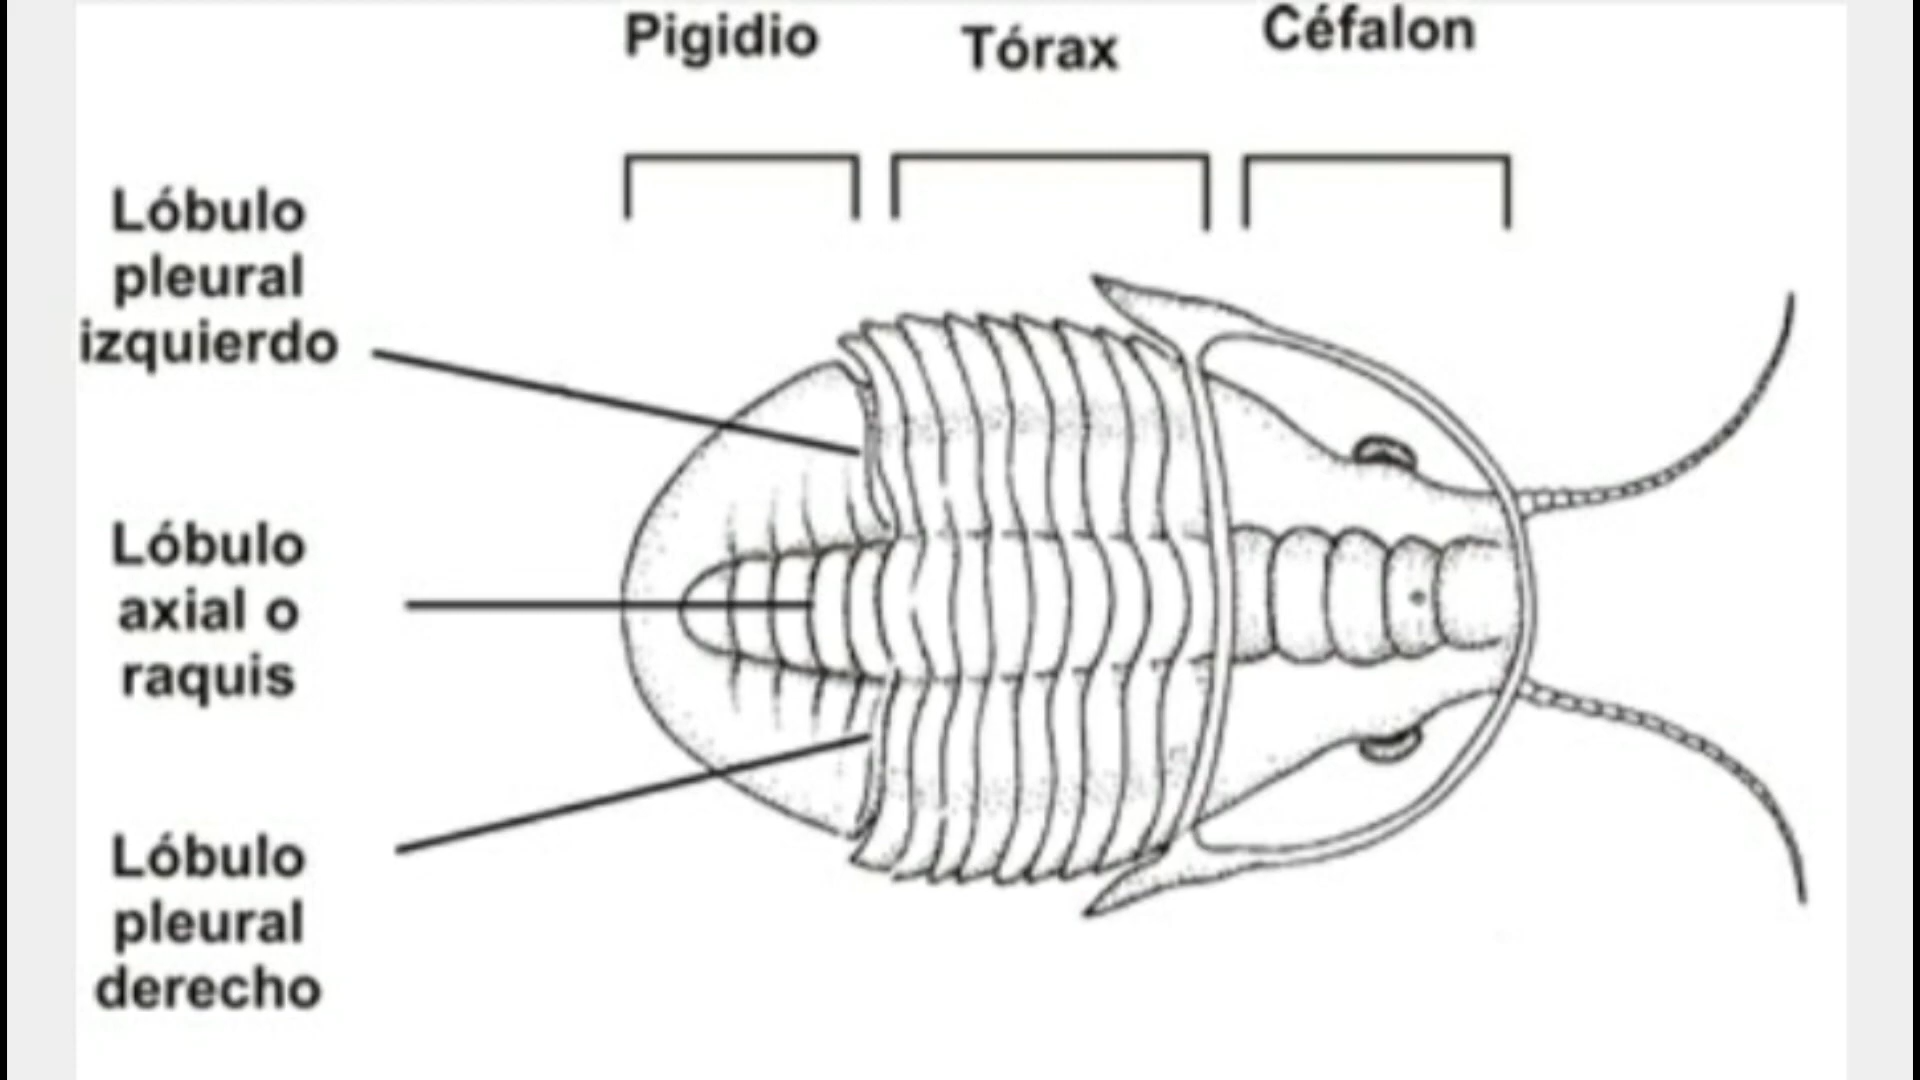 Pigidio
Tórax
Céfalon
Lóbulo
pleural
izquierdo
Lóbulo
axial o
raquis
Lóbulo
pleural
derecho